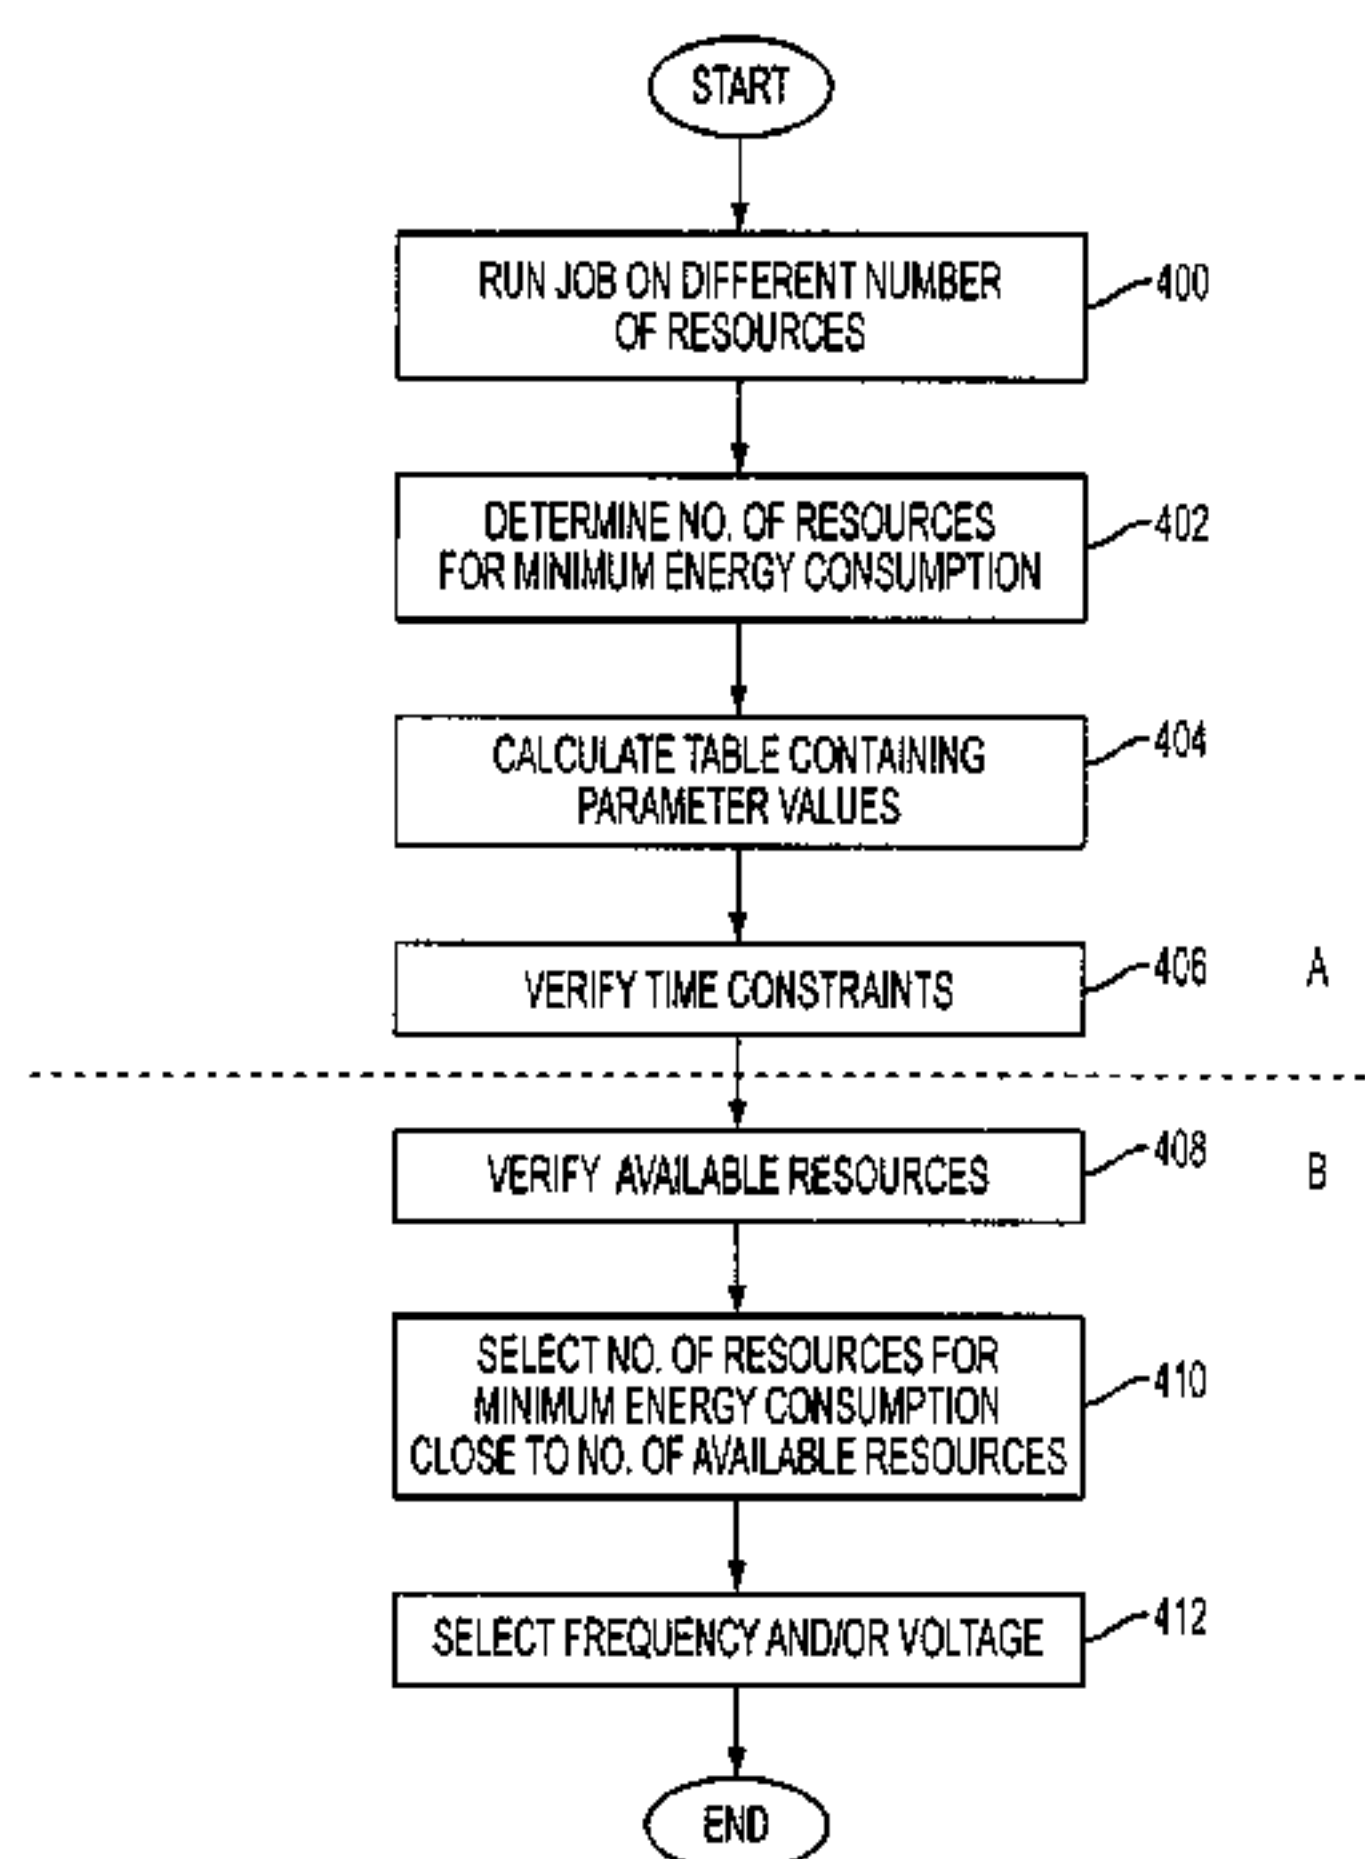 START
RUN JOB ON DIFFERENT NUMBER
OF RESOURCES
400
DETERMINE NO. OF RESOURCES
FOR MINIMUM ENERGY CONSUMPTION
402
CALCULATE TABLE CONTAINING
PARAMETER VALUES
404
VERIFY TIME CONSTRAINTS
406
A
VERIFY AVAILABLE RESOURCES
408
B
SELECT NO. OF RESOURCES FOR
MINIMUM ENERGY CONSUMPTION
CLOSE TO NO. OF AVAILABLE RESOURCES
410
SELECT FREQUENCY AND/OR VOLTAGE
412
END